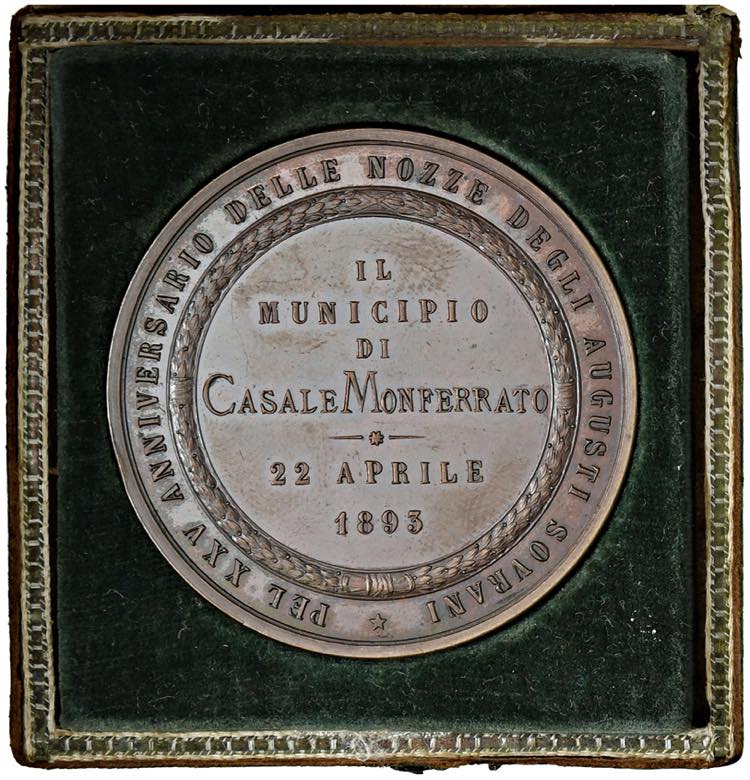 PEL XXV ANNIVERSARIO DELLE NOZZE DEGLI AUGUSTI SOVRANI
IL
MUNICIPIO
DI
CASALE MONFERRATO
22 APRILE
1893